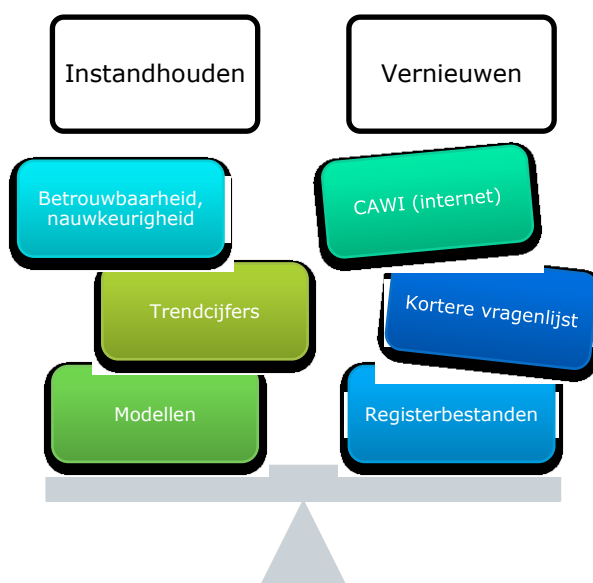 Instandhouden
Vernieuwen
Betrouwbaarheid,
nauwkeurigheid
CAWI (internet)
Trendcijfers
Kortere vragenlijst
Modellen
Registerbestanden